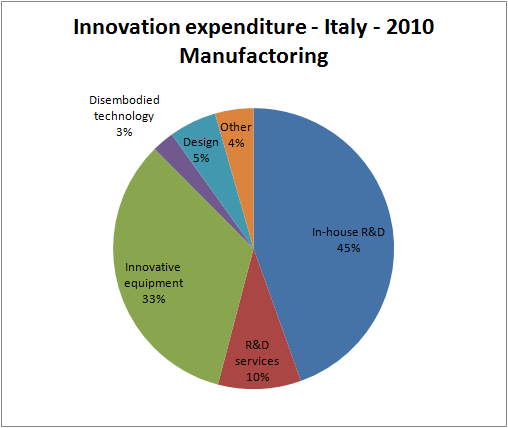 Innovation expenditure - Italy - 2010
Manufactoring
Disembodied
technology
3%
Design
5%
Other
4%
In-house R&D
45%
Innovative
equipment
33%
R&D
services
10%